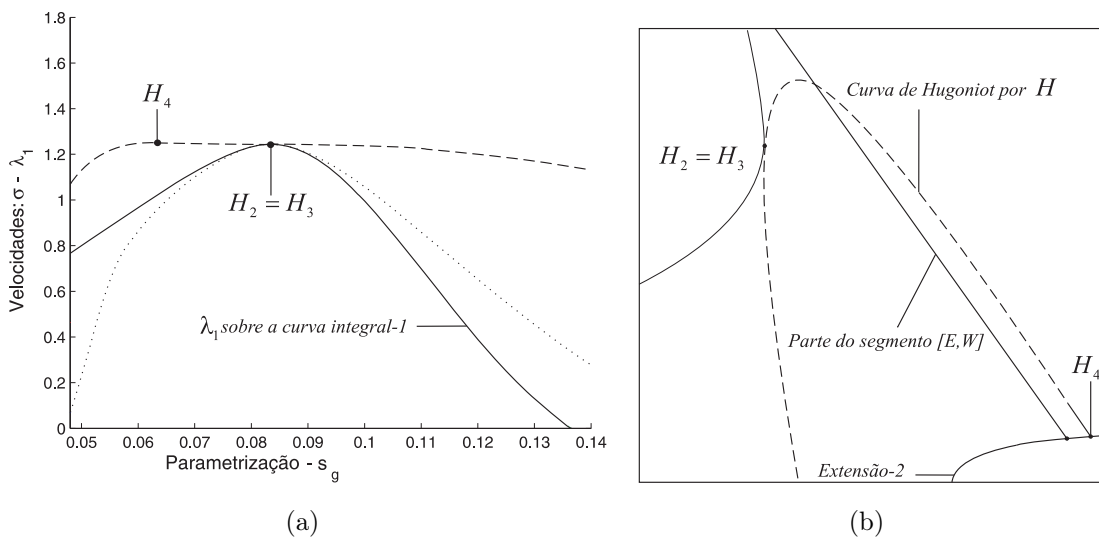 1.8
1.6
1.4
1.2
1
0.8
0.6
0.4
0.2
0
Velocidades: σ - λ₁
H₄
H₂ = H₃
λ₁ sobre a curva integral-1
0.05 0.06 0.07 0.08 0.09 0.1 0.11 0.12 0.13 0.14
Parametrização - s_g
(a)
Curva de Hugoniot por H
H₂ = H₃
Parte do segmento [E,W]
H₄
Extensão-2
(b)